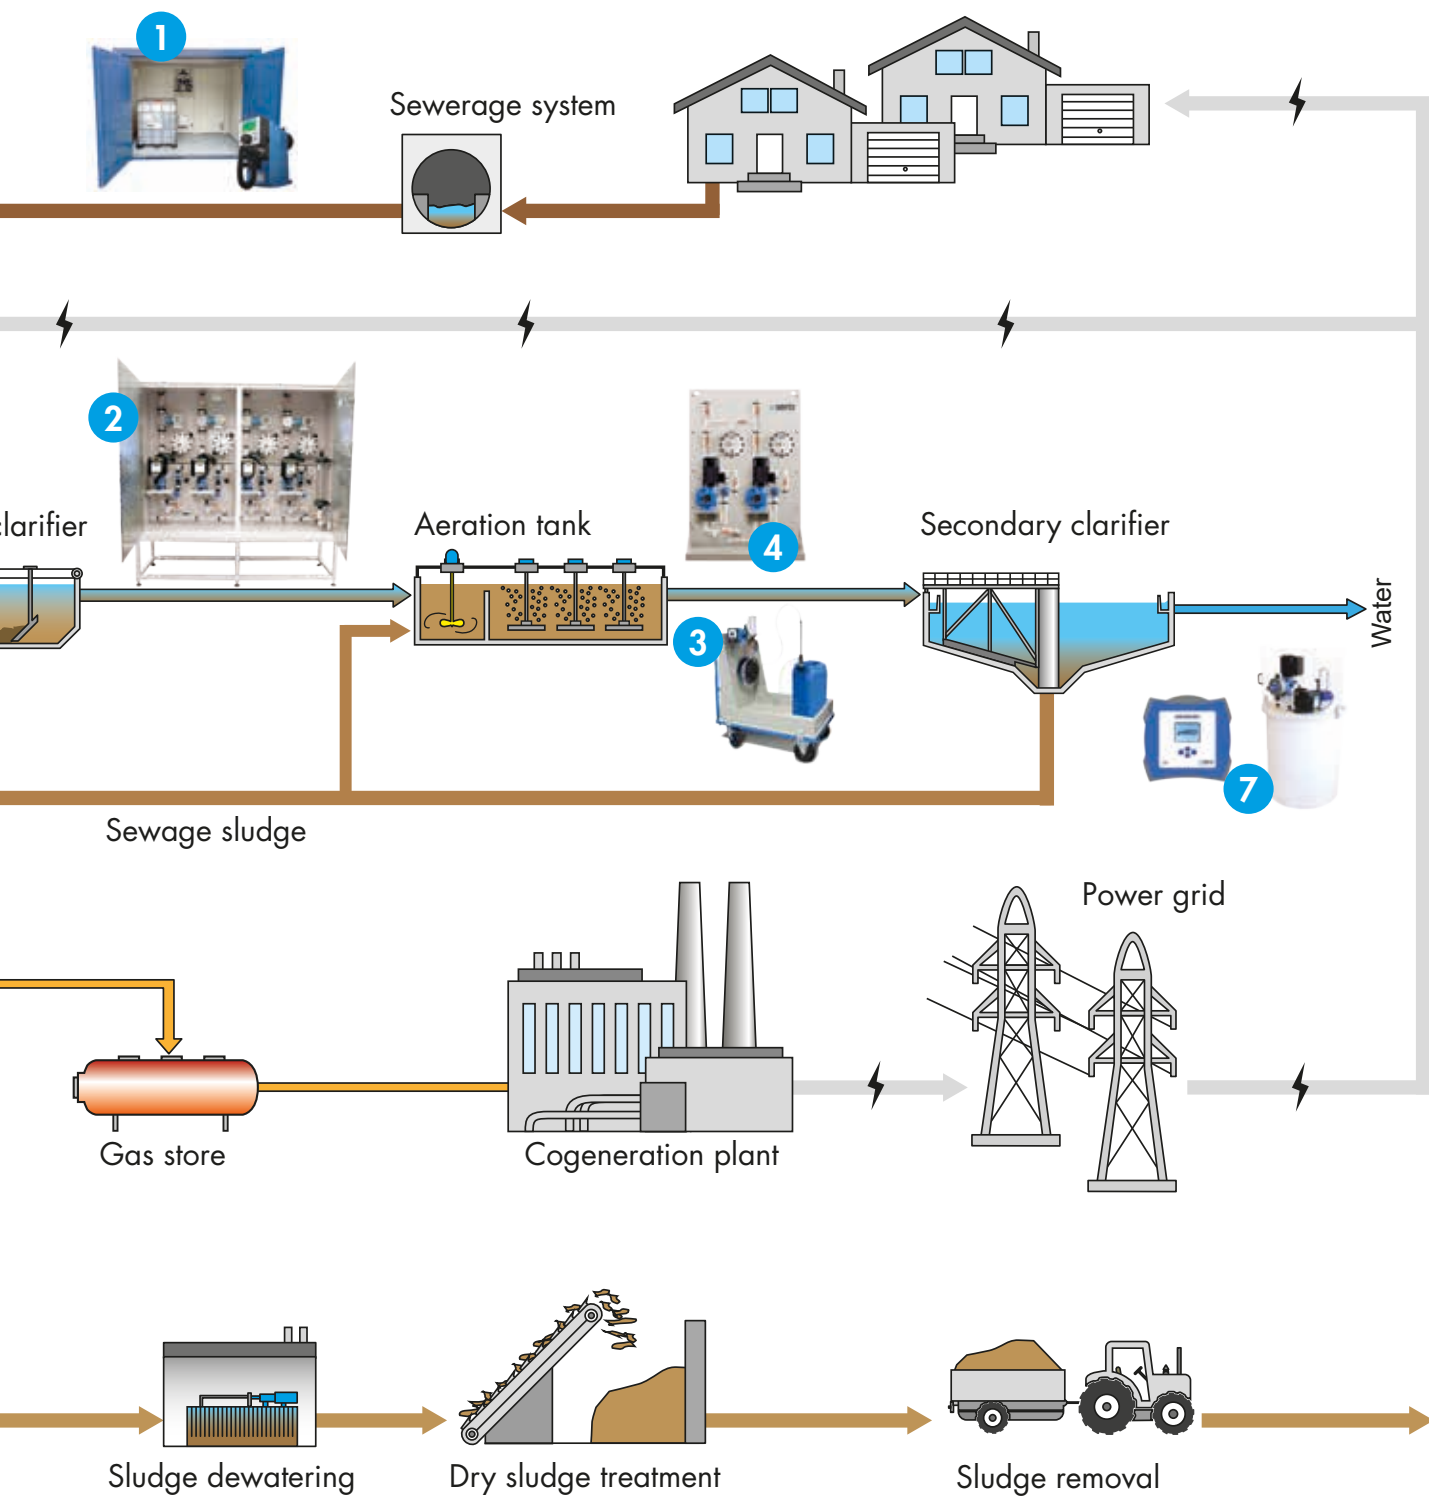 1
Sewerage system
2
4
clarifier
Aeration tank
Secondary clarifier
3
Water
7
Sewage sludge
Power grid
Gas store
Cogeneration plant
Sludge dewatering
Dry sludge treatment
Sludge removal